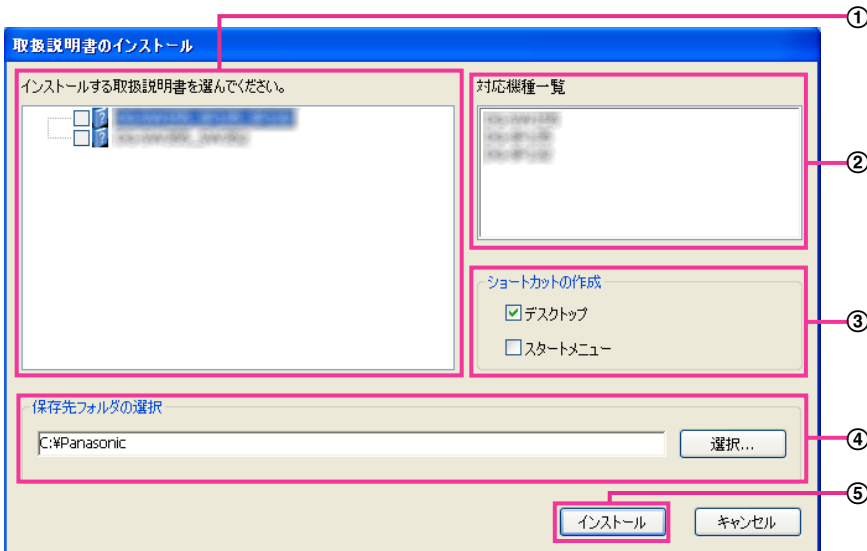 ①
取扱説明書のインストール
インストールする取扱説明書を選んでください。
対応機種一覧
②
ショートカットの作成
デスクトップ
③
スタートメニュー
保存先フォルダの選択
C:¥Panasonic
選択...
④
⑤
インストール
キャンセル